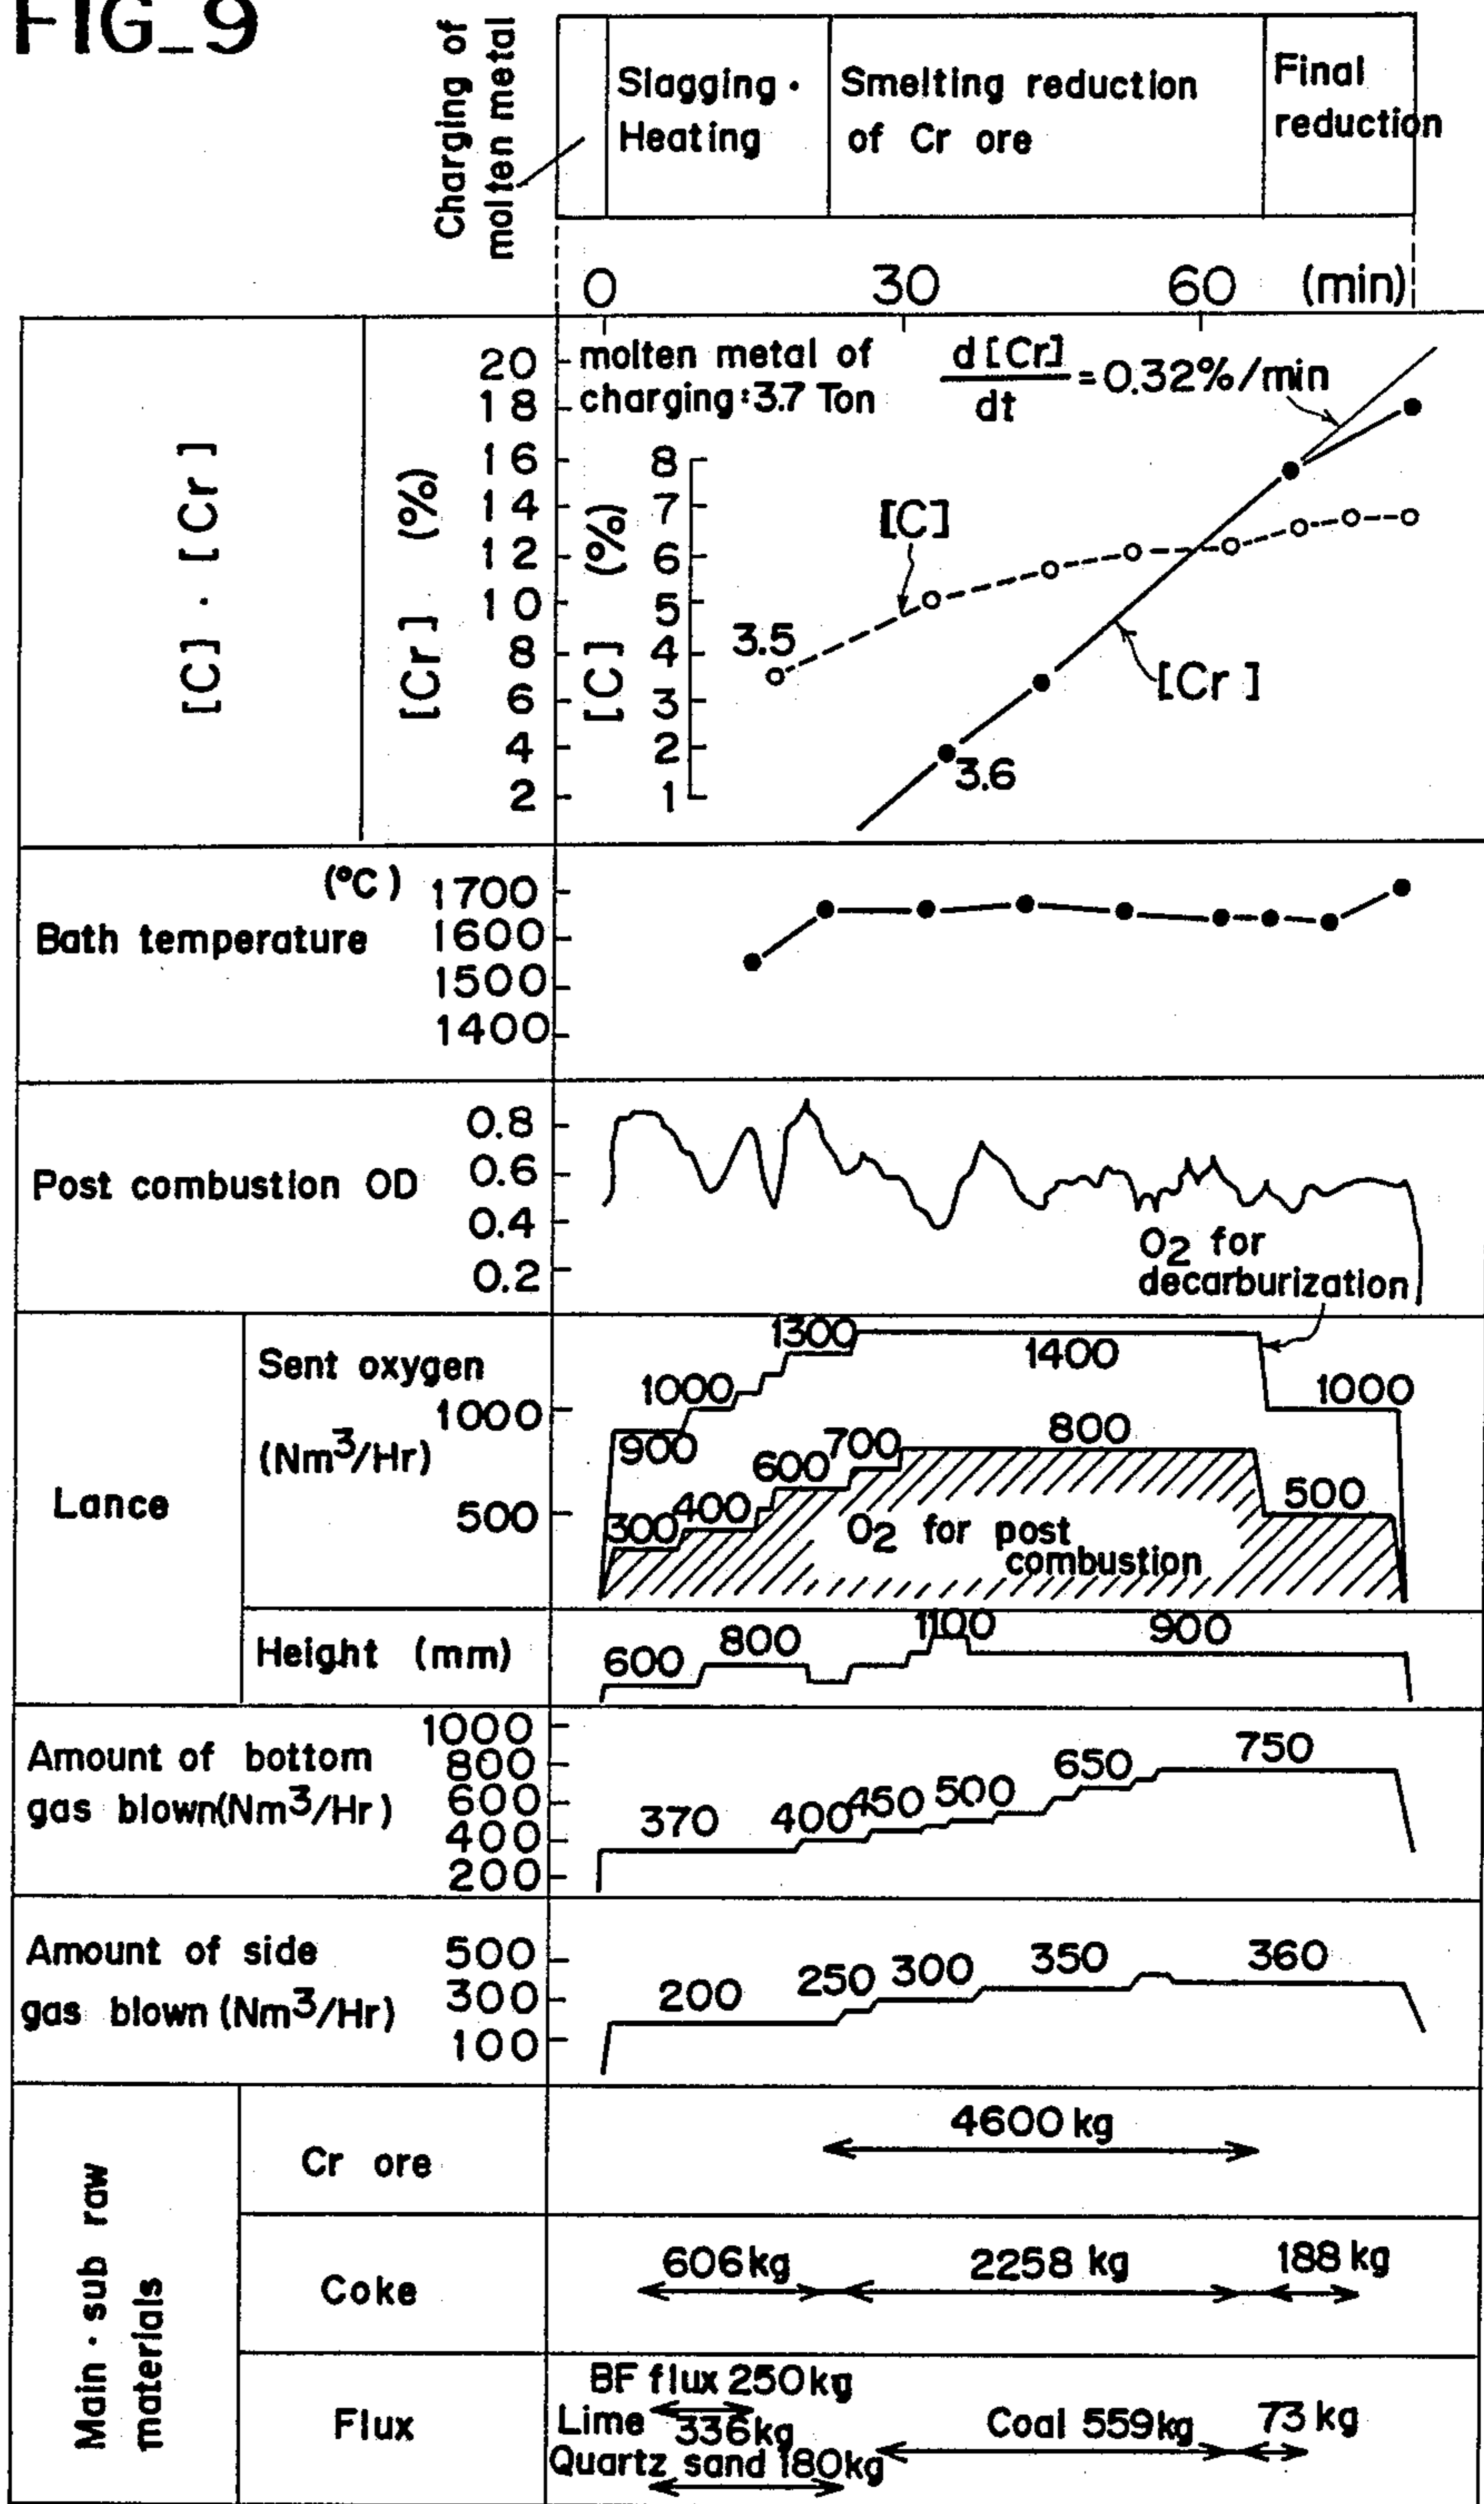 FIG_9
Charging of
molten metal
Slagging ·
Heating
Smelting reduction
of Cr ore
Final
reduction
0 30 60 (min)
[C] · [Cr]
[Cr] (%)
20
18
16
14
12
10
8
6
4
2
[C] (%)
8
7
6
5
4
3
2
1
molten metal of
charging:3.7 Ton
d[Cr]/dt =0.32%/min
[C]
3.5
[Cr]
3.6
Bath temperature
(°C)
1700
1600
1500
1400
Post combustion OD
0.8
0.6
0.4
0.2
O2 for
decarburization
Lance
Sent oxygen
(Nm3/Hr)
1000
500
900 1000 1300 1400 1000
300 400 600 700 800 500
O2 for post
combustion
Height (mm)
600 800 1100 900
Amount of bottom
gas blown(Nm3/Hr)
1000
800
600
400
200
370 400 450 500 650 750
Amount of side
gas blown (Nm3/Hr)
500
300
100
200 250 300 350 360
Main · sub raw
materials
Cr ore
4600 kg
Coke
606kg 2258 kg 188 kg
Flux
BF flux 250kg
Lime 336kg
Quartz sand 180kg
Coal 559kg 73 kg